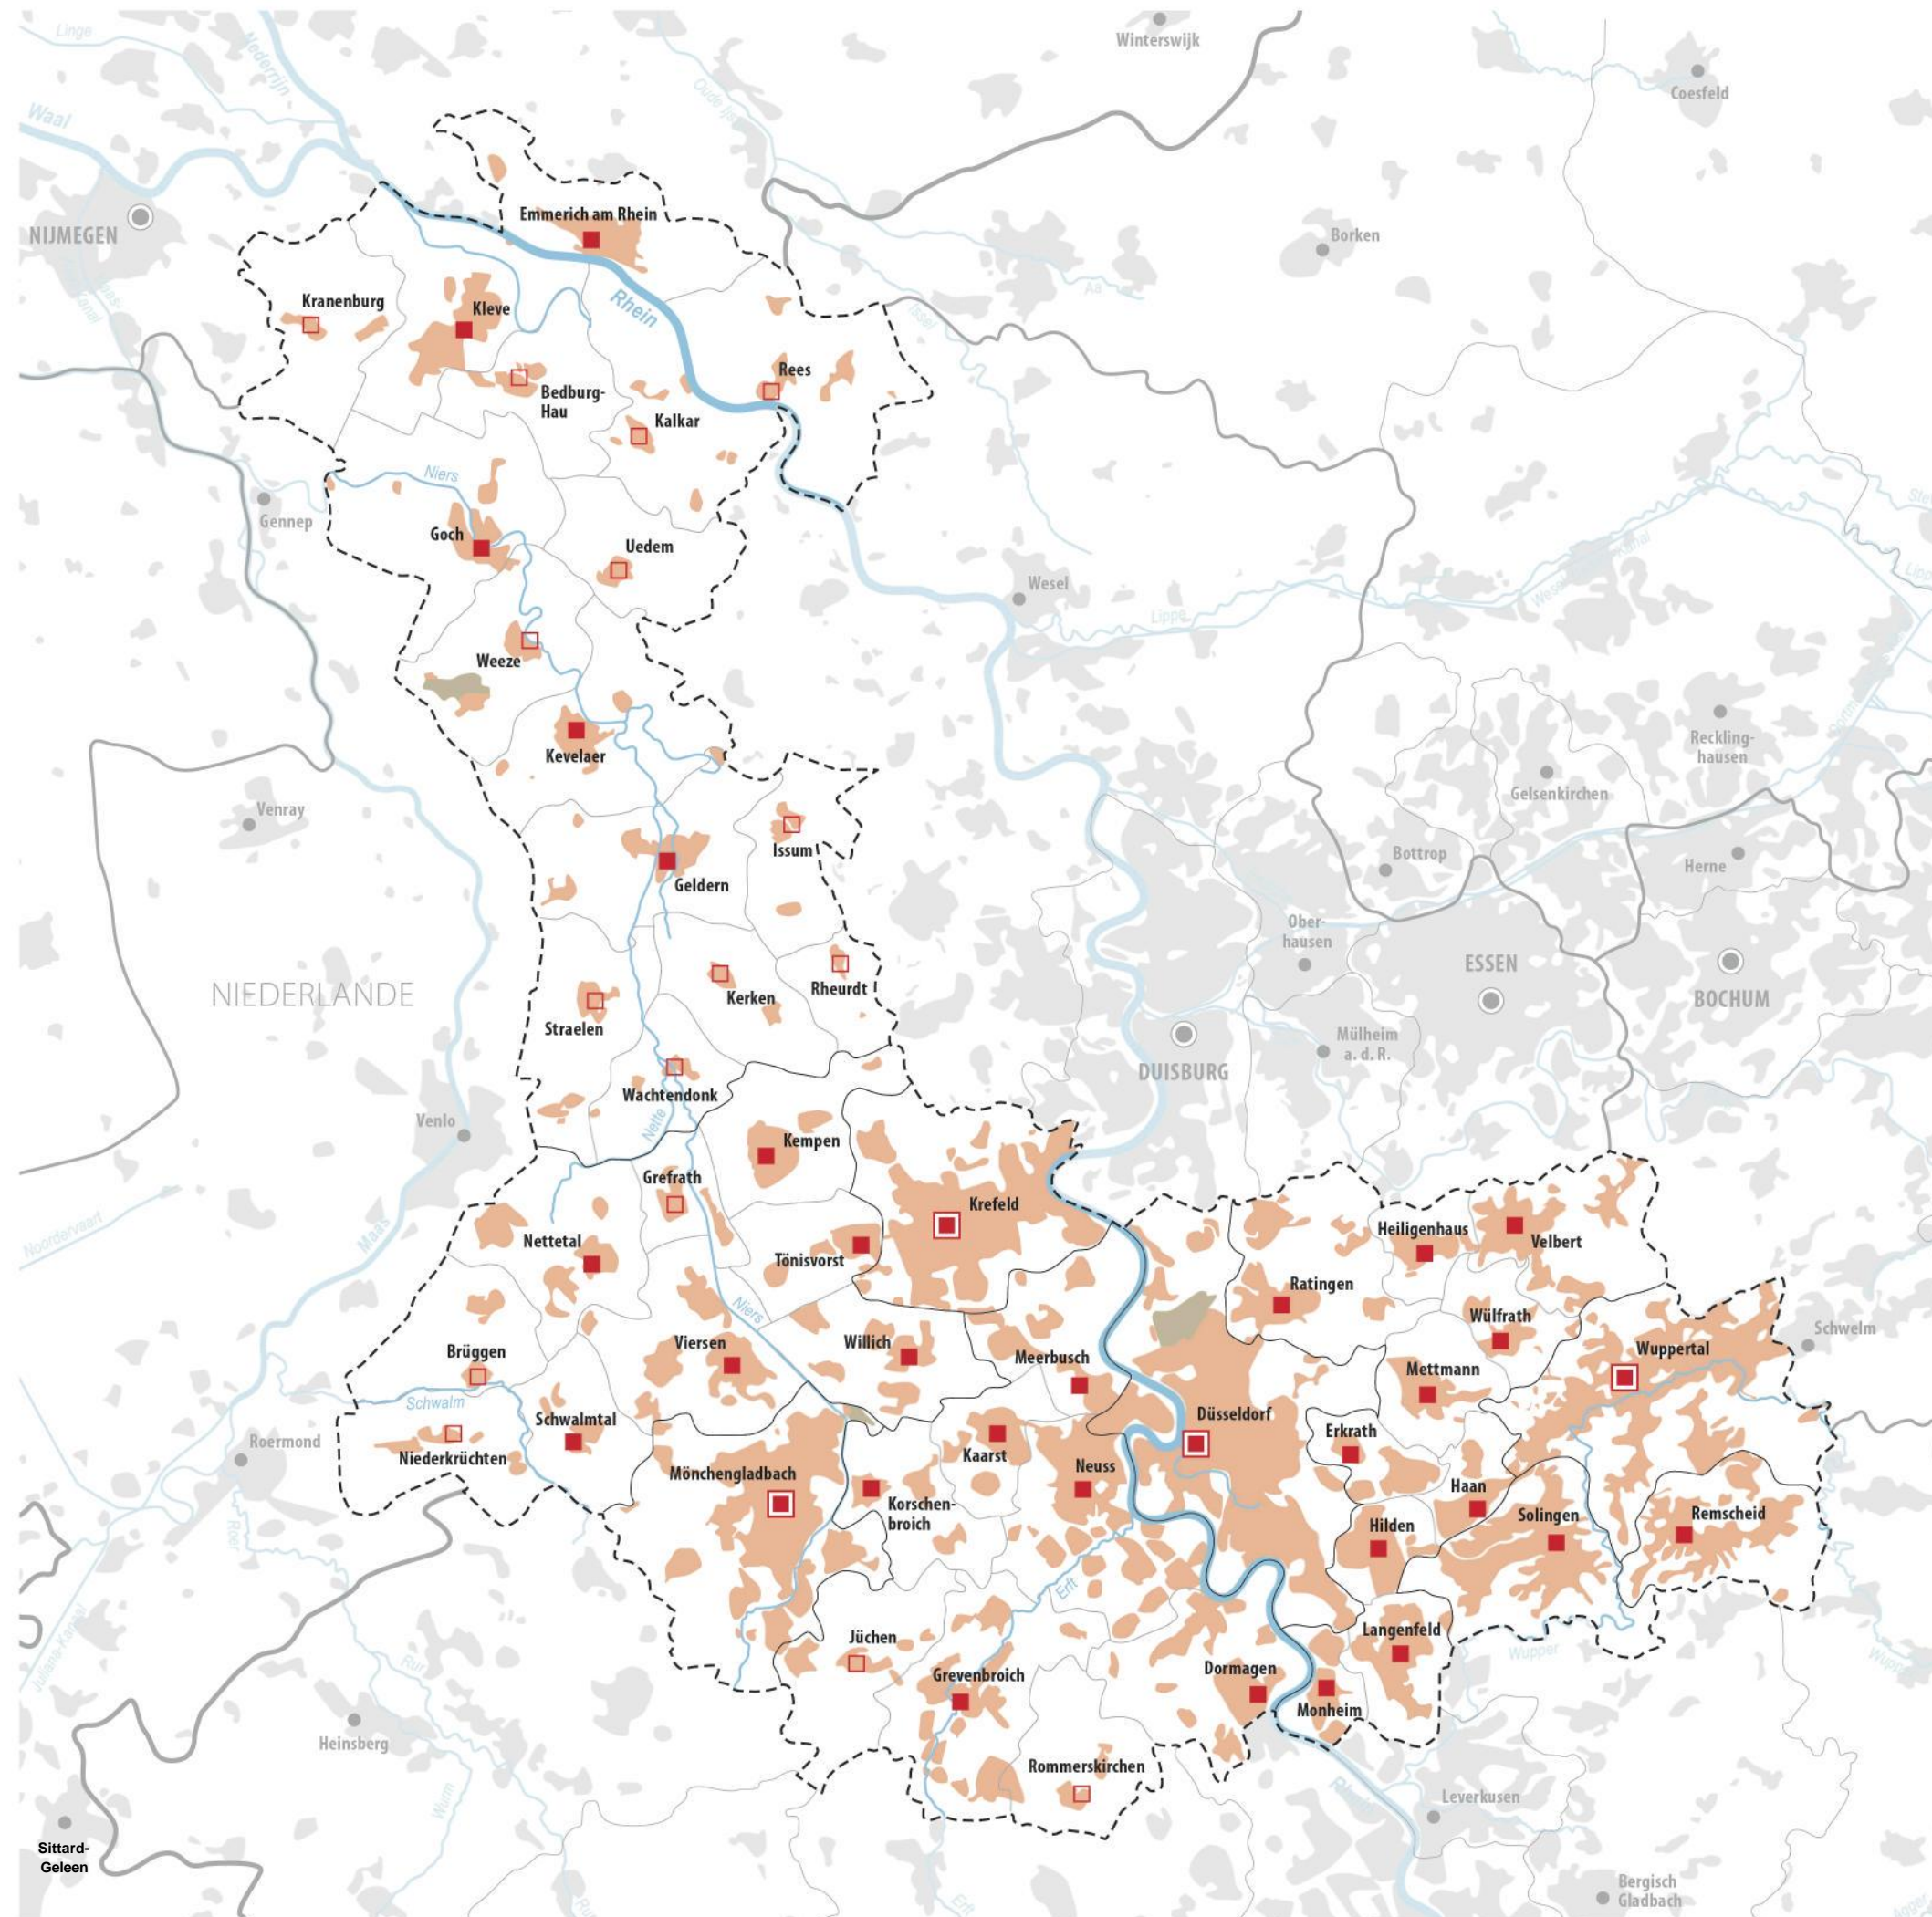 Winterswijk
Linge
Nederrijn
Coesfeld
Waal
Emmerich am Rhein
NIJMEGEN
Borken
Aa
Kranenburg
Kleve
Rhein
Issel
Rees
Bedburg-
Hau
Kalkar
Niers
Gennep
Goch
Uedem
Wesel
Lippe
Weeze
Kevelaer
Reckling-
hausen
Gelsenkirchen
Venray
Issum
Bottrop
Herne
Geldern
Ober-
hausen
ESSEN
NIEDERLANDE
Kerken
Rheurdt
BOCHUM
Straelen
Mülheim
a. d. R.
DUISBURG
Wachtendonk
Nette
Venlo
Kempen
Grefrath
Krefeld
Noordervaart
Maas
Nettetal
Tönisvorst
Heiligenhaus
Velbert
Ratingen
Niers
Wülfrath
Schwelm
Viersen
Willich
Brüggen
Meerbusch
Wuppertal
Mettmann
Schwalm
Schwalmtal
Düsseldorf
Roermond
Erkrath
Niederkrüchten
Kaarst
Mönchengladbach
Neuss
Haan
Korschen-
broich
Solingen
Remscheid
Hilden
Roer
Erft
Juliana-Kanaal
Jüchen
Langenfeld
Wupper
Rur
Grevenbroich
Dormagen
Monheim
Heinsberg
Rommerskirchen
Wurm
Leverkusen
Sittard-
Geleen
Bergisch
Gladbach
Erft